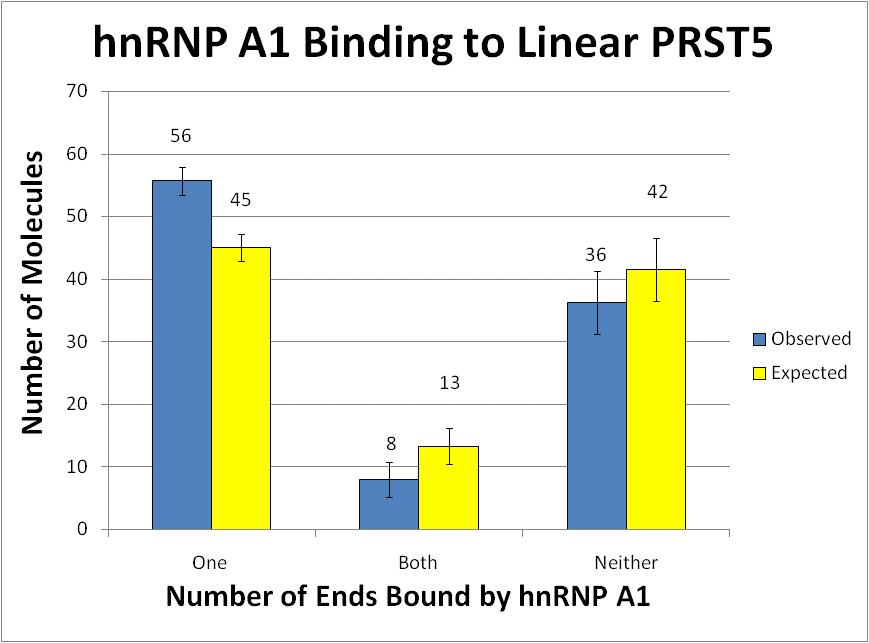 hnRNP A1 Binding to Linear PRST5
Number of Molecules
70
60
50
40
30
20
10
0
56
45
8
13
36
42
One
Both
Neither
Number of Ends Bound by hnRNP A1
Observed
Expected